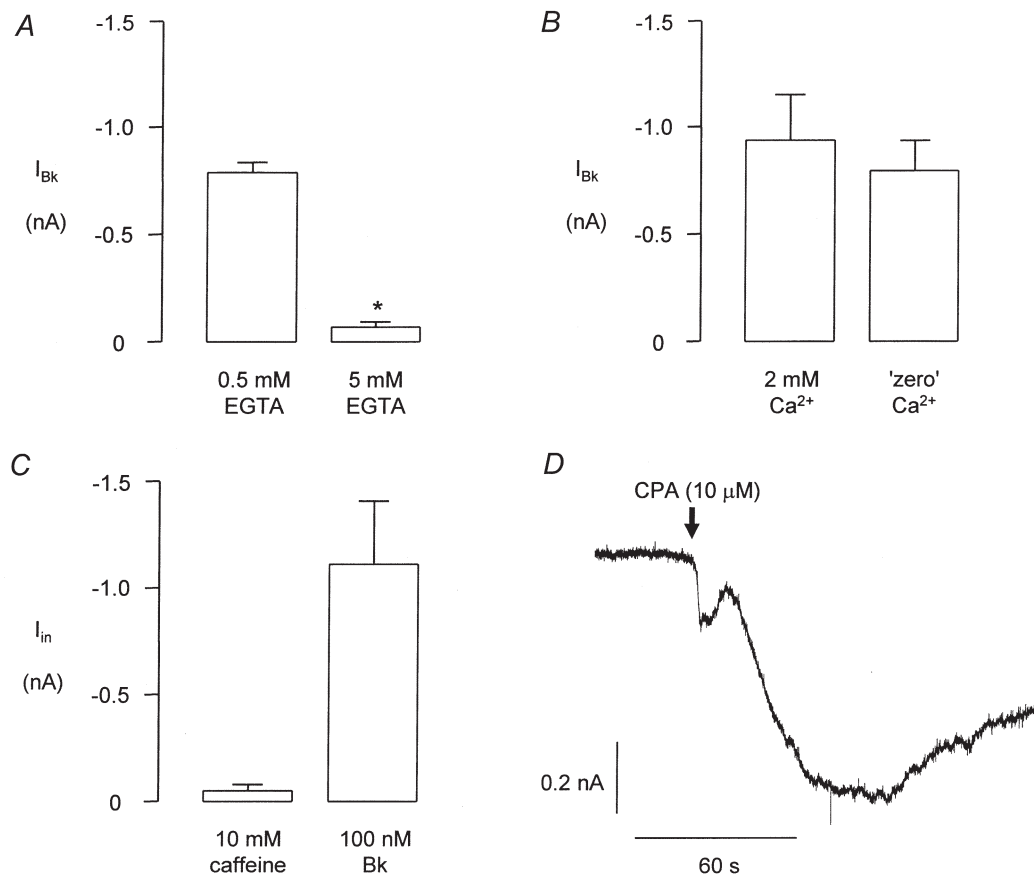 A
-1.5
-1.0
I_Bk
(nA)
-0.5
0
*
0.5 mM
EGTA
5 mM
EGTA
B
-1.5
-1.0
I_Bk
(nA)
-0.5
0
2 mM
Ca²⁺
'zero'
Ca²⁺
C
-1.5
-1.0
I_in
(nA)
-0.5
0
10 mM
caffeine
100 nM
Bk
D
CPA (10 µM)
0.2 nA
60 s